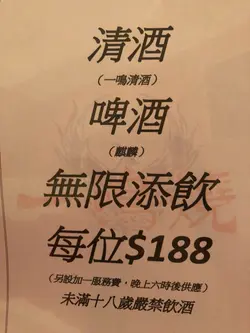 清酒
（一鳴清酒）
啤酒
（麒麟）
無限添飲
每位$188
（另設加一服務費，晚上六時後供應）
未滿十八歲嚴禁飲酒